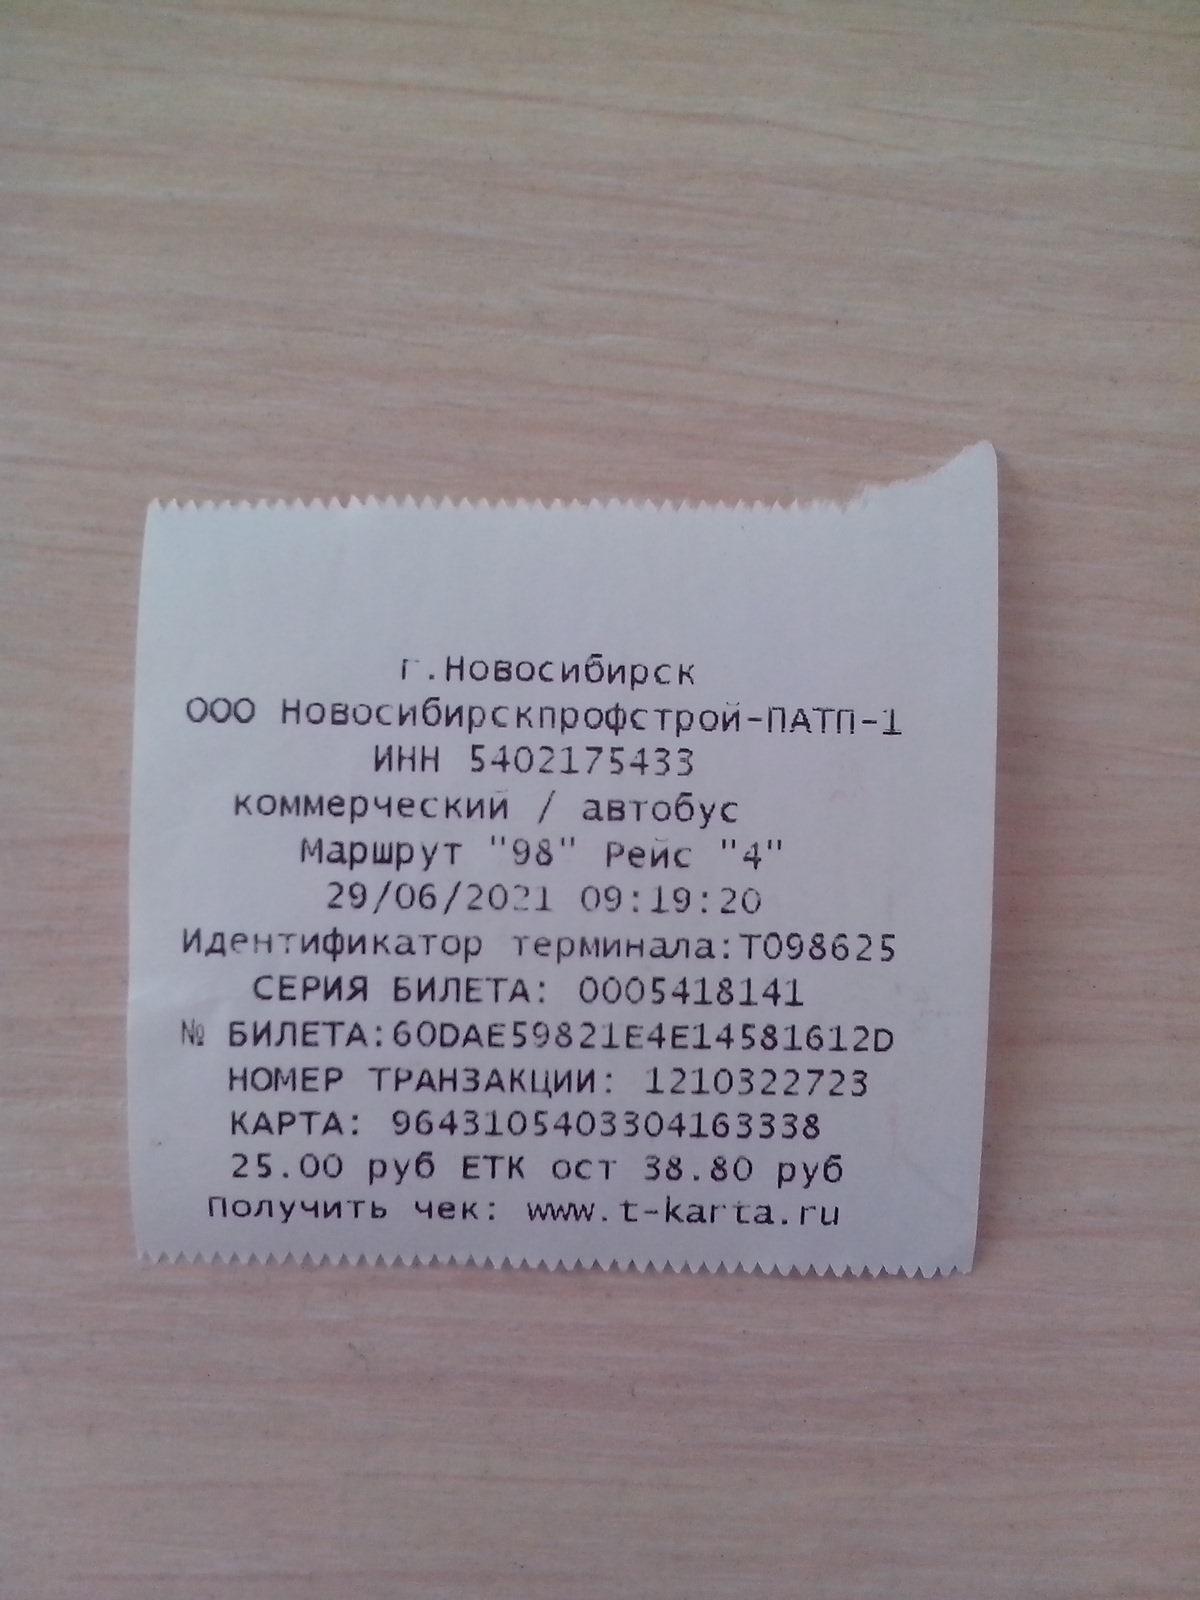 г.Новосибирск
ООО Новосибирскпрофстрой-ПАТП-1
ИНН 5402175433
коммерческий / автобус
Маршрут "98" Рейс "4"
29/06/2021 09:19:20
Идентификатор терминала:T098625
СЕРИЯ БИЛЕТА: 0005418141
№ БИЛЕТА:60DAE59821E4E14581612D
НОМЕР ТРАНЗАКЦИИ: 1210322723
КАРТА: 9643105403304163338
25.00 руб ЕТК ост 38.80 руб
Получить чек: www.t-karta.ru